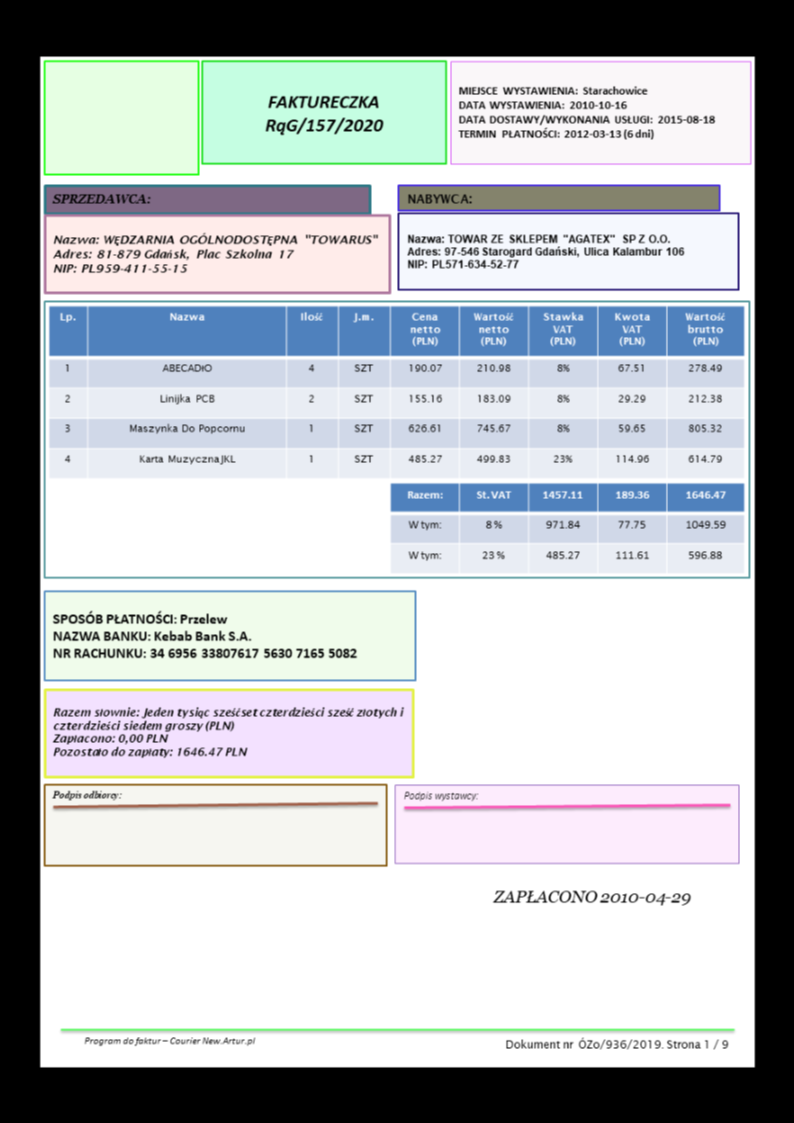 FAKTURECZKA
RqG/157/2020
MIEJSCE WYSTAWIENIA: Starachowice
DATA WYSTAWIENIA: 2010-10-16
DATA DOSTAWY/WYKONANIA USŁUGI: 2015-08-18
TERMIN PŁATNOŚCI: 2012-03-13 (6 dni)
SPRZEDAWCA:
Nazwa: WĘDZARNIA OGÓLNODOSTĘPNA "TOWARUS"
Adres: 81-879 Gdańsk, Plac Szkolna 17
NIP: PL959-411-55-15
NABYWCA:
Nazwa: TOWAR ZE SKLEPEM "AGATEX" SP Z O.O.
Adres: 97-546 Starogard Gdański, Ulica Kalambur 106
NIP: PL571-634-52-77
Lp. Nazwa Ilość J.m. Cena netto (PLN) Wartość netto (PLN) Stawka VAT (PLN) Kwota VAT (PLN) Wartość brutto (PLN)
1 ABECADŁO 4 SZT 190.07 210.98 8% 67.51 278.49
2 Linijka PCB 2 SZT 155.16 183.09 8% 29.29 212.38
3 Maszynka Do Popcornu 1 SZT 626.61 745.67 8% 59.65 805.32
4 Karta MuzycznaJKL 1 SZT 485.27 499.83 23% 114.96 614.79
Razem: St.VAT 1457.11 189.36 1646.47
W tym: 8% 971.84 77.75 1049.59
W tym: 23% 485.27 111.61 596.88
SPOSÓB PŁATNOŚCI: Przelew
NAZWA BANKU: Kebab Bank S.A.
NR RACHUNKU: 34 6956 33807617 5630 7165 5082
Razem słownie: Jeden tysiąc sześćset czterdzieści sześć złotych i
czterdzieści siedem groszy (PLN)
Zapłacono: 0,00 PLN
Pozostało do zapłaty: 1646.47 PLN
Podpis odbiorcy:
Podpis wystawcy:
ZAPŁACONO 2010-04-29
Program do faktur – Courier New.Artur.pl
Dokument nr ÓZo/936/2019. Strona 1 / 9